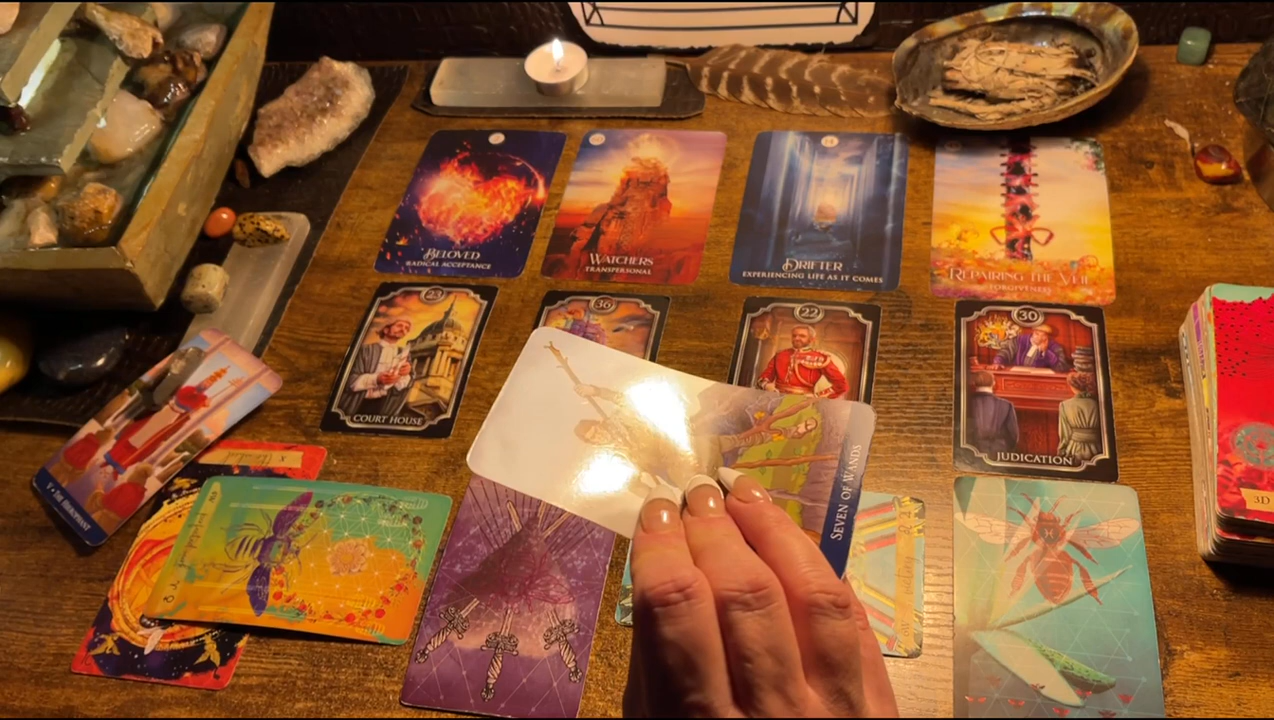 BELOVED
RADICAL ACCEPTANCE
WATCHERS
TRANSPERSONAL
14
DRIFTER
EXPERIENCING LIFE AS IT COMES
REPAIRING THE VEIL
FORGIVENESS
23
COURT HOUSE
36
22
30
JUDICATION
V • THE HIEROPHANT
SEVEN OF WANDS
3D